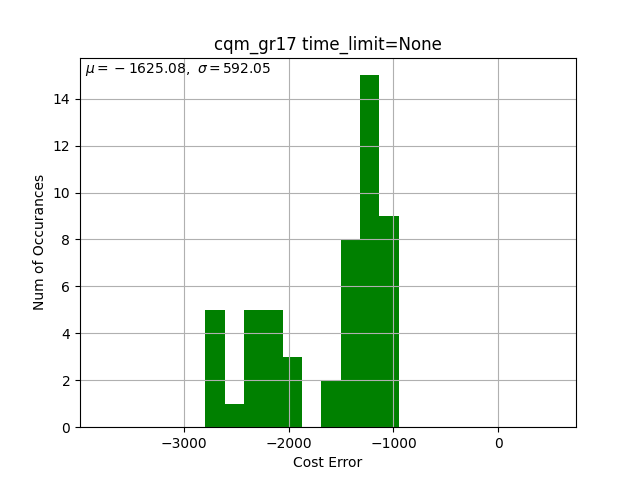 cqm_gr17 time_limit=None
μ = −1625.08, σ = 592.05
14
12
10
8
6
4
2
0
Num of Occurances
−3000 −2000 −1000 0
Cost Error